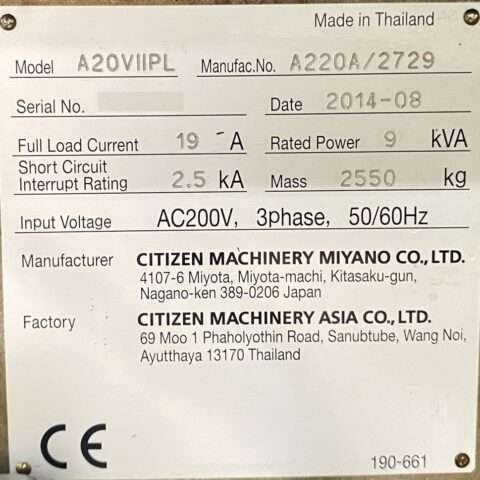 Made in Thailand
Model A20VIIPL Manufac.No. A220A/2729
Serial No. Date 2014-08
Full Load Current 19 A Rated Power 9 kVA
Short Circuit
Interrupt Rating 2.5 kA Mass 2550 kg
Input Voltage AC200V, 3phase, 50/60Hz
Manufacturer CITIZEN MACHINERY MIYANO CO., LTD.
4107-6 Miyota, Miyota-machi, Kitasaku-gun,
Nagano-ken 389-0206 Japan
Factory CITIZEN MACHINERY ASIA CO., LTD.
69 Moo 1 Phaholyothin Road, Sanubtube, Wang Noi,
Ayutthaya 13170 Thailand
CE
190-661